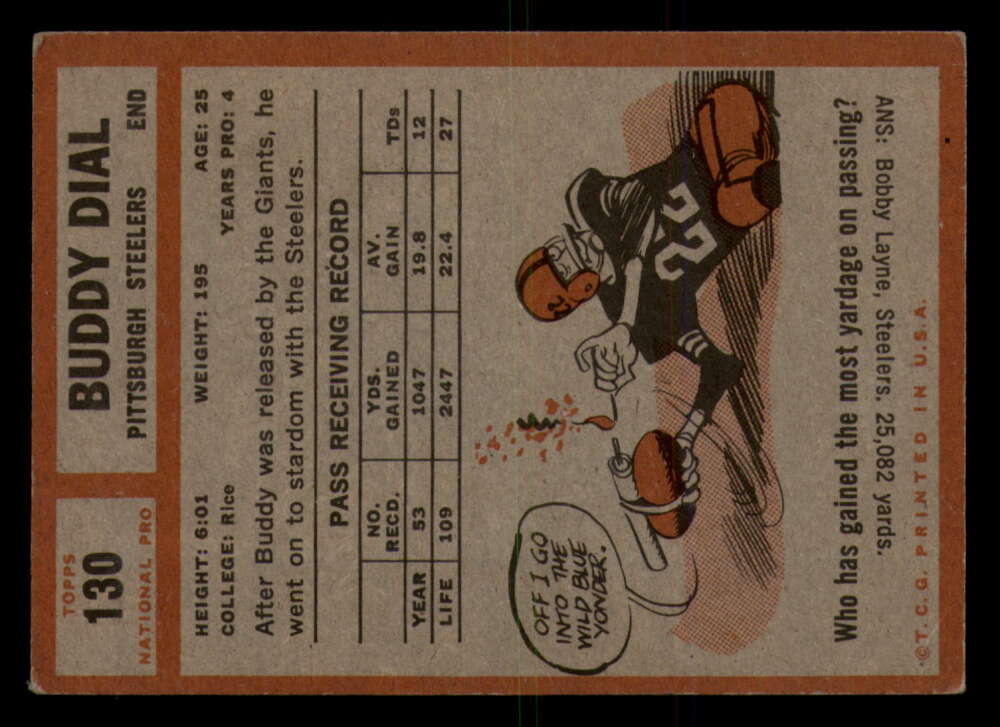 TOPPS
130
NATIONAL PRO
BUDDY DIAL
PITTSBURGH STEELERS END
HEIGHT: 6:01 WEIGHT: 195 AGE: 25
COLLEGE: Rice YEARS PRO: 4
After Buddy was released by the Giants, he
went on to stardom with the Steelers.
PASS RECEIVING RECORD
NO. YDS. AV.
RECD. GAINED GAIN TDs
YEAR 53 1047 19.8 12
LIFE 109 2447 22.4 27
OFF I GO
INTO THE
WILD BLUE
YONDER.
22
2
Who has gained the most yardage on passing?
ANS: Bobby Layne, Steelers. 25,082 yards.
©T.C.G. PRINTED IN U.S.A.